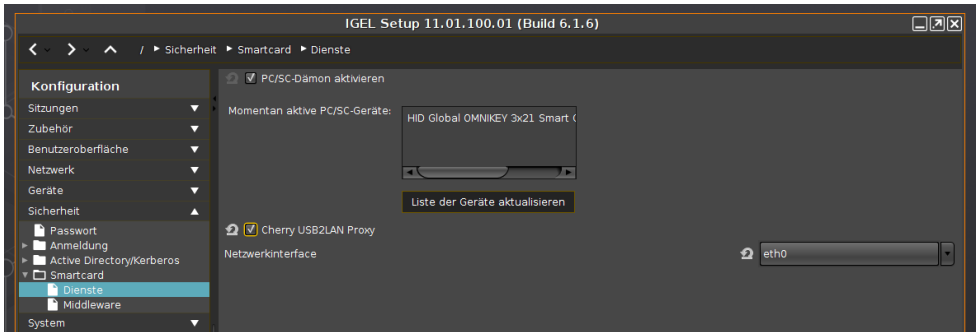 IGEL Setup 11.01.100.01 (Build 6.1.6)
/ Sicherheit Smartcard Dienste
Konfiguration
Sitzungen
Zubehör
Benutzeroberfläche
Netzwerk
Geräte
Sicherheit
Passwort
Anmeldung
Active Directory/Kerberos
Smartcard
Dienste
Middleware
System
PC/SC-Dämon aktivieren
Momentan aktive PC/SC-Geräte:
HID Global OMNIKEY 3x21 Smart
Liste der Geräte aktualisieren
Cherry USB2LAN Proxy
Netzwerkinterface
eth0